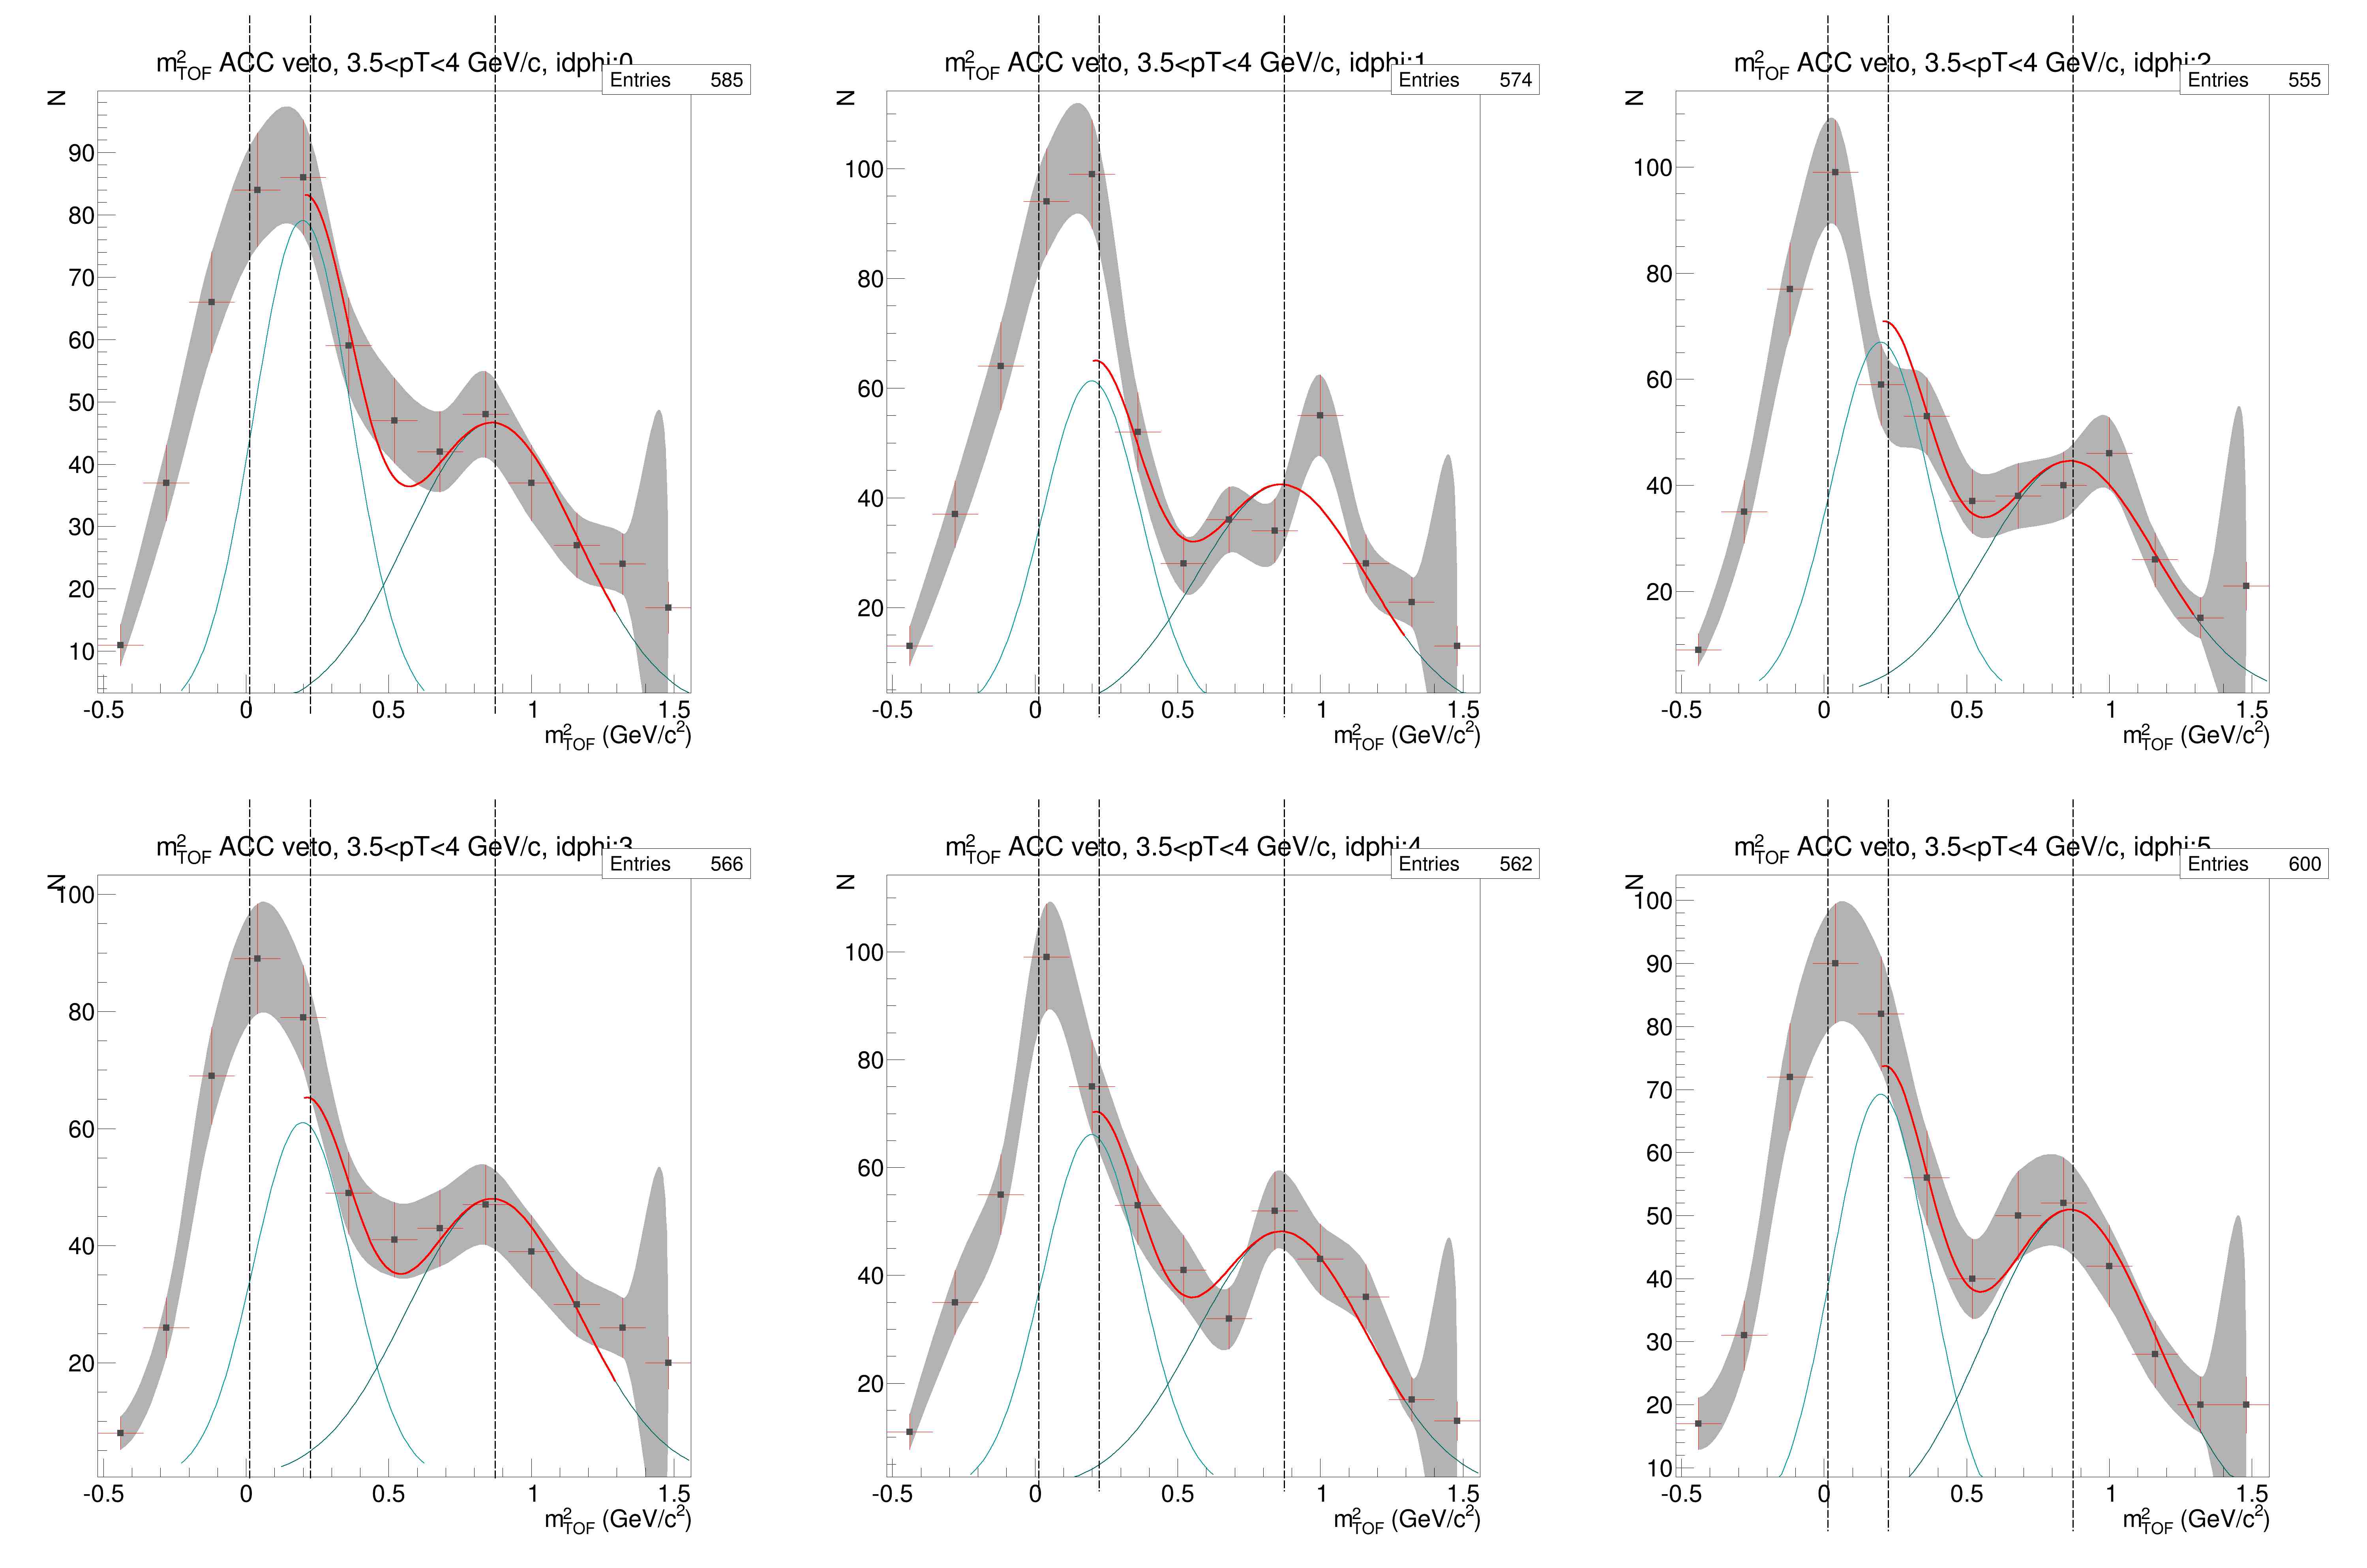 m²TOF ACC veto, 3.5<pT<4 GeV/c, idphi:0
Entries 585
N
90
80
70
60
50
40
30
20
10
-0.5 0 0.5 1 1.5
m²TOF (GeV/c²)
m²TOF ACC veto, 3.5<pT<4 GeV/c, idphi:1
Entries 574
N
100
80
60
40
20
-0.5 0 0.5 1 1.5
m²TOF (GeV/c²)
m²TOF ACC veto, 3.5<pT<4 GeV/c, idphi:2
Entries 555
N
100
80
60
40
20
-0.5 0 0.5 1 1.5
m²TOF (GeV/c²)
m²TOF ACC veto, 3.5<pT<4 GeV/c, idphi:3
Entries 566
N
100
80
60
40
20
-0.5 0 0.5 1 1.5
m²TOF (GeV/c²)
m²TOF ACC veto, 3.5<pT<4 GeV/c, idphi:4
Entries 562
N
100
80
60
40
20
-0.5 0 0.5 1 1.5
m²TOF (GeV/c²)
m²TOF ACC veto, 3.5<pT<4 GeV/c, idphi:5
Entries 600
N
100
90
80
70
60
50
40
30
20
10
-0.5 0 0.5 1 1.5
m²TOF (GeV/c²)